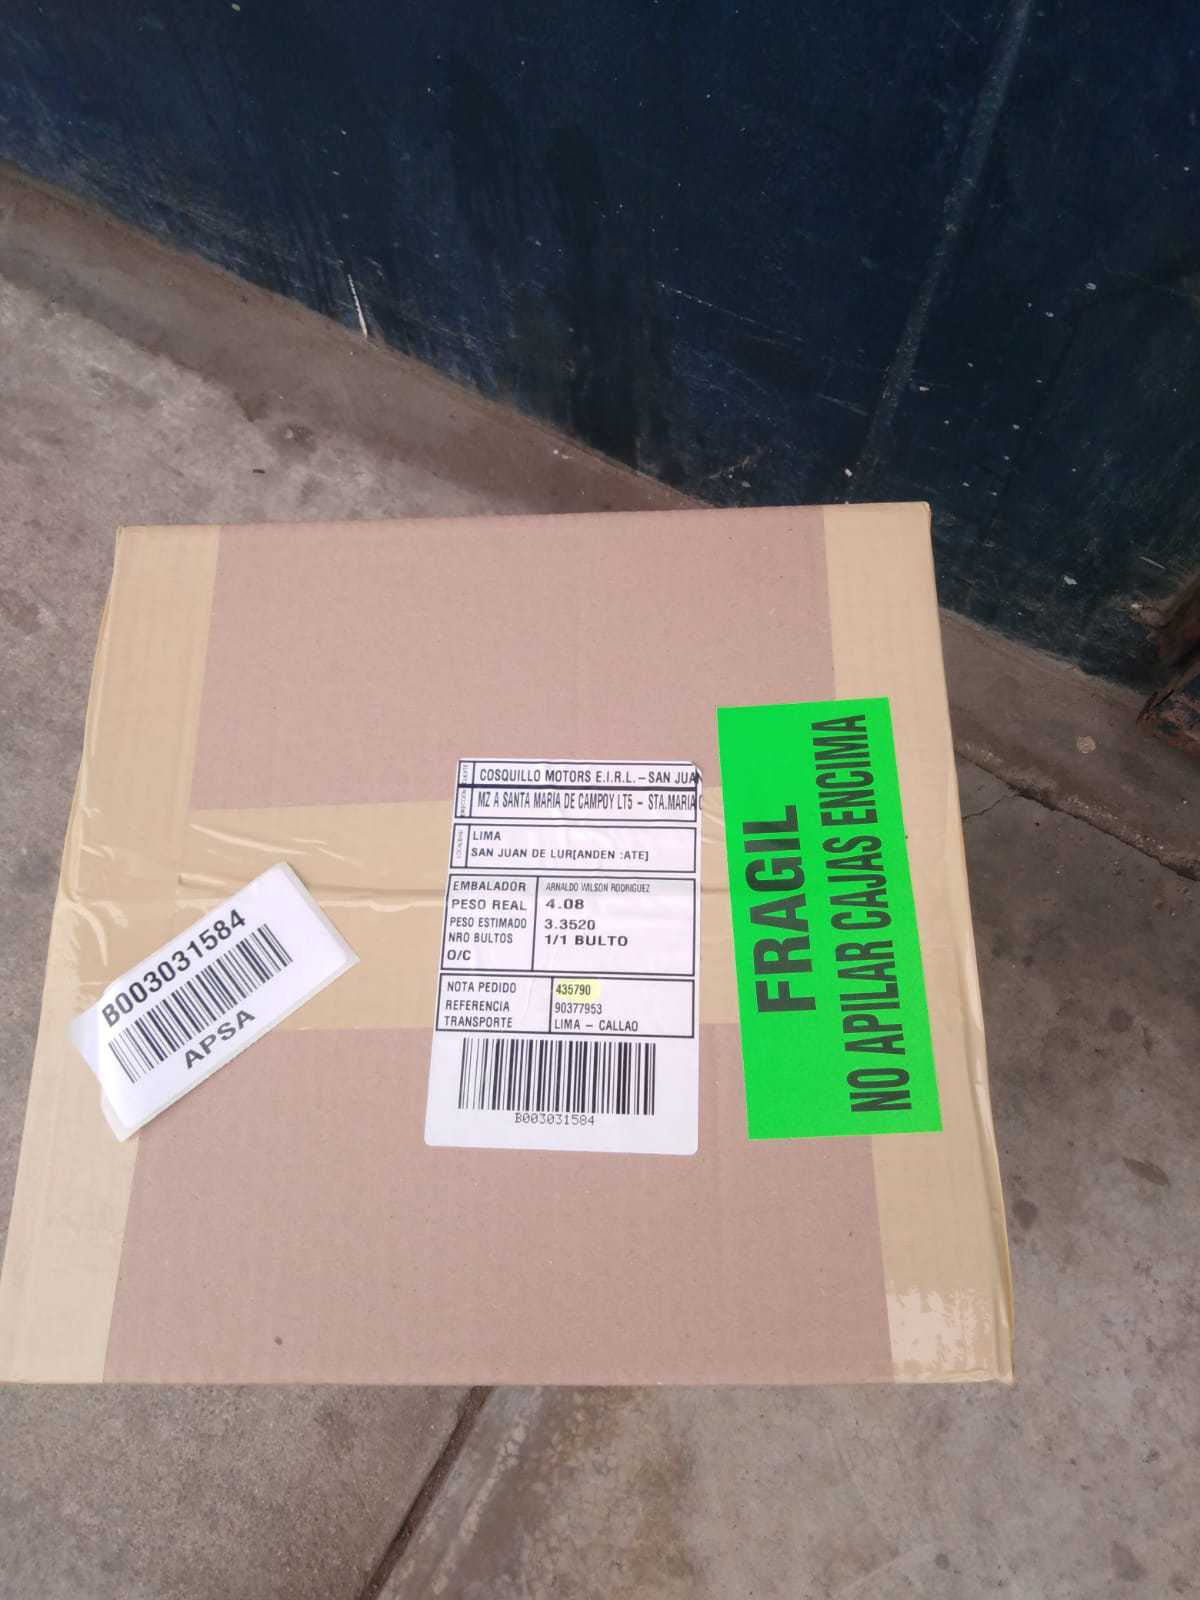 COSQUILLO MOTORS E.I.R.L. - SAN JUAN
MZ A SANTA MARIA DE CAMPOY LT5 - STA.MARIA
LIMA
SAN JUAN DE LUR[ANDEN :ATE]
EMBALADOR ARNALDO WILSON RODRIGUEZ
PESO REAL 4.08
PESO ESTIMADO 3.3520
NRO BULTOS 1/1 BULTO
O/C
NOTA PEDIDO 435790
REFERENCIA 90377953
TRANSPORTE LIMA - CALLAO
B003031584
B003031584
APSA
FRAGIL
NO APILAR CAJAS ENCIMA